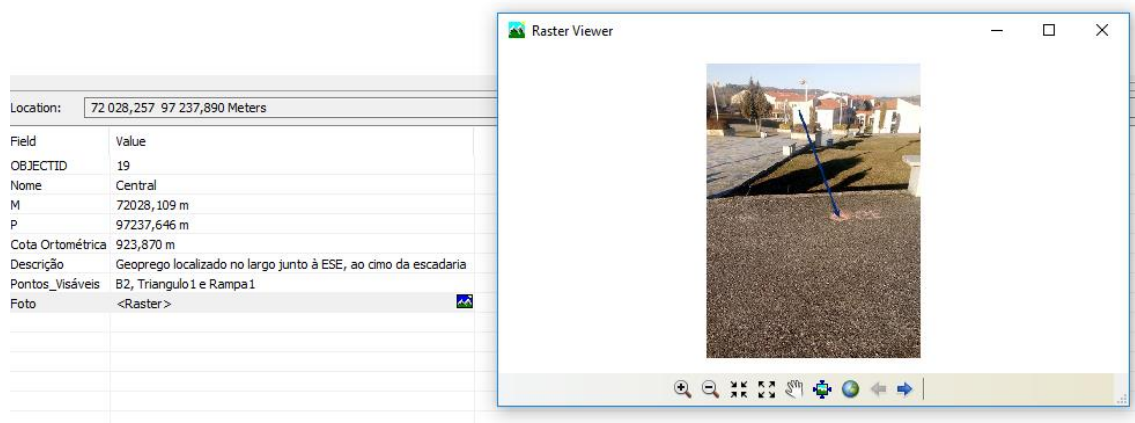 Raster Viewer
Location: 72 028,257 97 237,890 Meters
Field Value
OBJECTID 19
Nome Central
M 72028,109 m
P 97237,646 m
Cota Ortométrica 923,870 m
Descrição Geoprego localizado no largo junto à ESE, ao cimo da escadaria
Pontos_Visáveis B2, Triangulo1 e Rampa1
Foto <Raster>